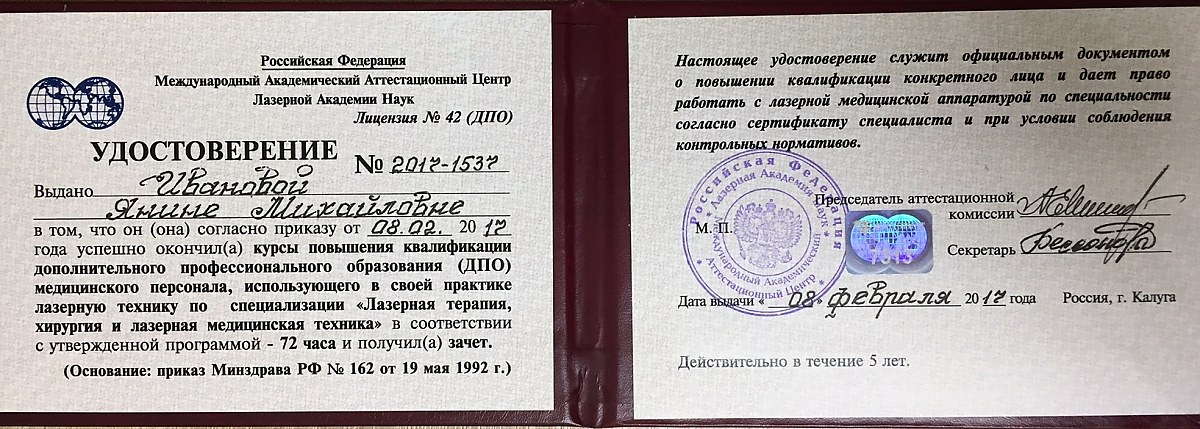 Российская Федерация
Международный Академический Аттестационный Центр
Лазерной Академии Наук
Лицензия № 42 (ДПО)
УДОСТОВЕРЕНИЕ № 2017-1537
Выдано Ивановой
Янине Михайловне
в том, что он (она) согласно приказу от 08.02. 2017
года успешно окончил(а) курсы повышения квалификации
дополнительного профессионального образования (ДПО)
медицинского персонала, использующего в своей практике
лазерную технику по специализации «Лазерная терапия,
хирургия и лазерная медицинская техника» в соответствии
с утвержденной программой - 72 часа и получил(а) зачет.
(Основание: приказ Минздрава РФ № 162 от 19 мая 1992 г.)
Настоящее удостоверение служит официальным документом
о повышении квалификации конкретного лица и дает право
работать с лазерной медицинской аппаратурой по специальности
согласно сертификату специалиста и при условии соблюдения
контрольных нормативов.
Российская Федерация
Лазерная Академия Наук
Международный Академический
Аттестационный Центр
Председатель аттестационной
комиссии
М. П.
Секретарь
Дата выдачи « 08 » февраля 2017 года Россия, г. Калуга
Действительно в течение 5 лет.